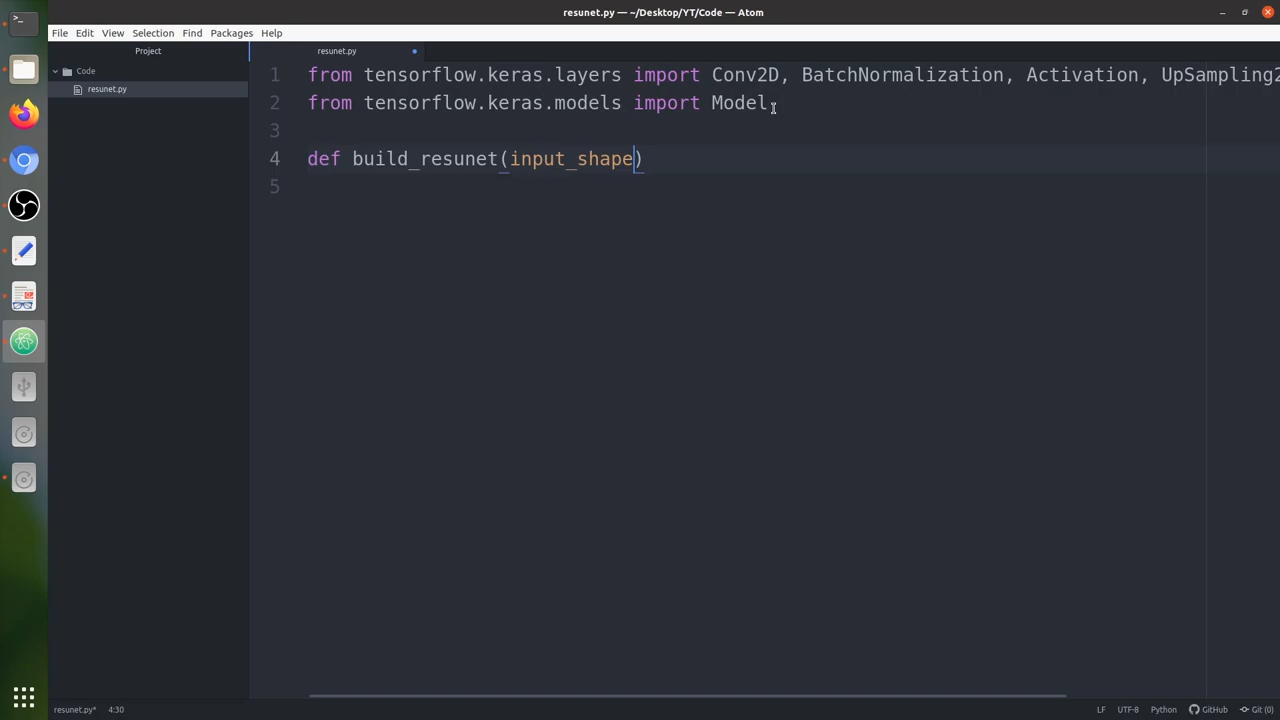 resunet.py — ~/Desktop/YT/Code — Atom
File Edit View Selection Find Packages Help
Project
resunet.py
Code
resunet.py
1 from tensorflow.keras.layers import Conv2D, BatchNormalization, Activation, UpSampling2
2 from tensorflow.keras.models import Model
3
4 def build_resunet(input_shape)
5
resunet.py* 4:30 LF UTF-8 Python GitHub Git (0)